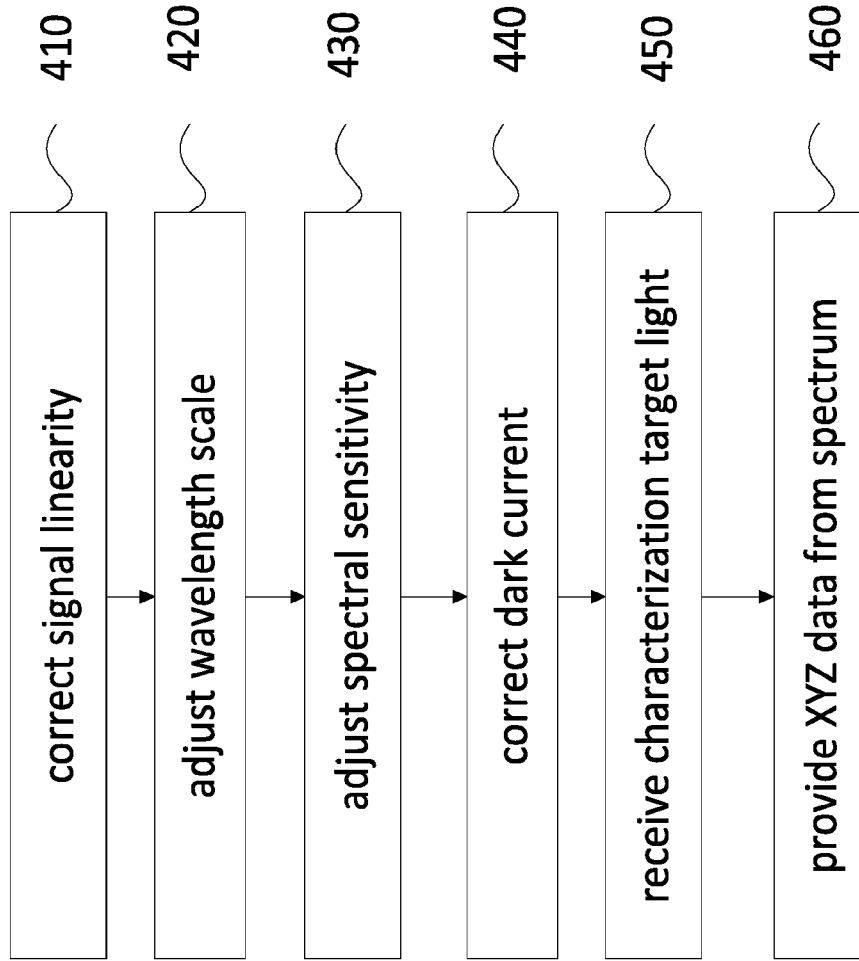 correct signal linearity
410
adjust wavelength scale
420
adjust spectral sensitivity
430
correct dark current
440
receive characterization target light
450
provide XYZ data from spectrum
460